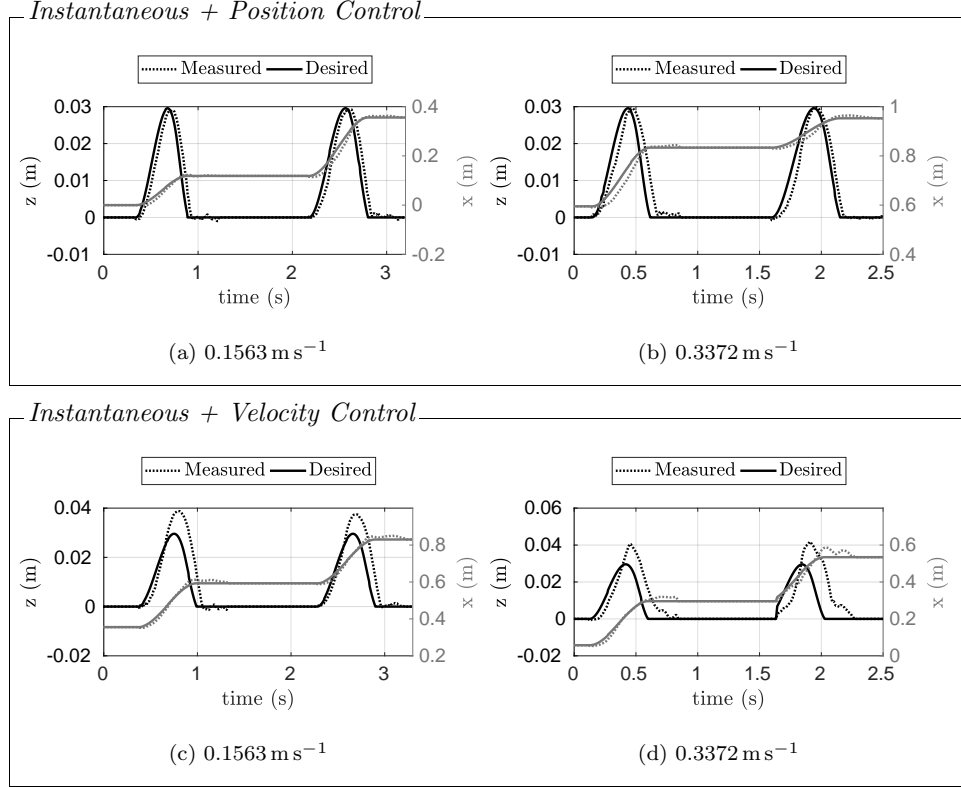 Instantaneous + Position Control
Measured Desired
Measured Desired
0.03
0.02
0.01
0
-0.01
z (m)
0.4
0.2
0
-0.2
x (m)
0 1 2 3
time (s)
0.03
0.02
0.01
0
-0.01
z (m)
1
0.8
0.6
0.4
x (m)
0 0.5 1 1.5 2 2.5
time (s)
(a) 0.1563 m s⁻¹
(b) 0.3372 m s⁻¹
Instantaneous + Velocity Control
Measured Desired
Measured Desired
0.04
0.02
0
-0.02
z (m)
0.8
0.6
0.4
0.2
x (m)
0 1 2 3
time (s)
0.06
0.04
0.02
0
-0.02
z (m)
0.6
0.4
0.2
0
x (m)
0 0.5 1 1.5 2 2.5
time (s)
(c) 0.1563 m s⁻¹
(d) 0.3372 m s⁻¹